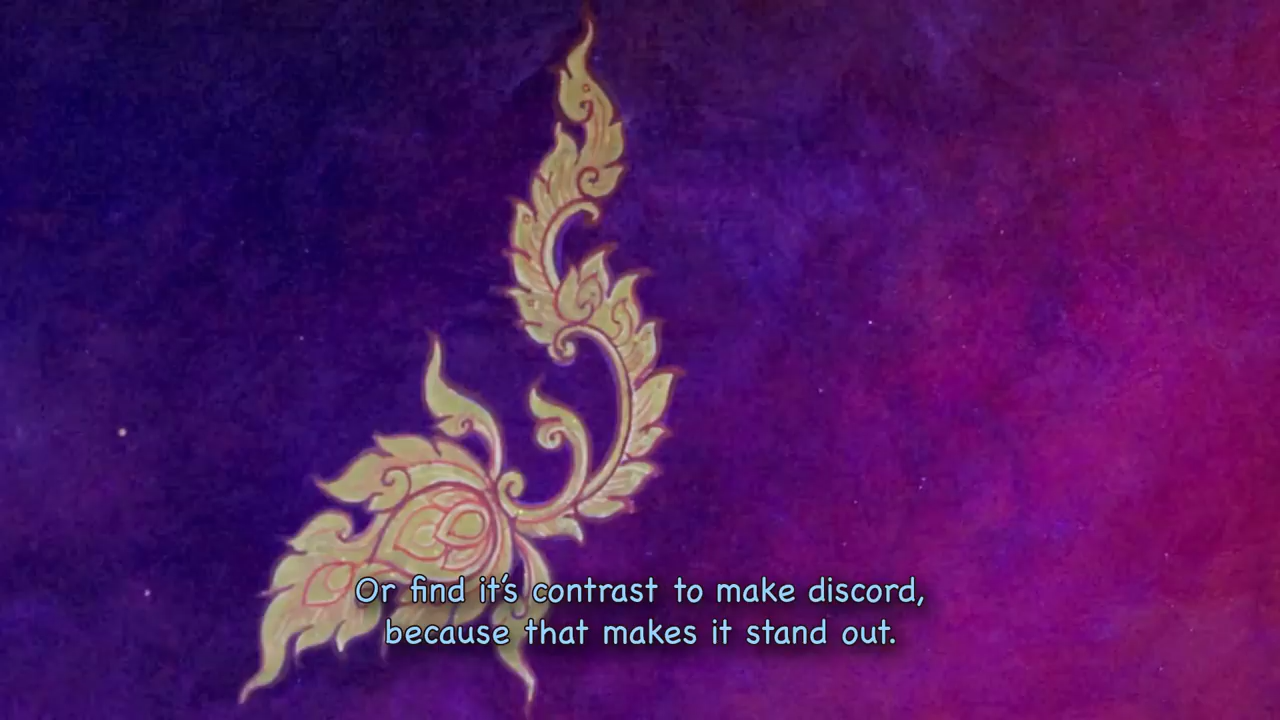 Or find it's contrast to make discord,
because that makes it stand out.